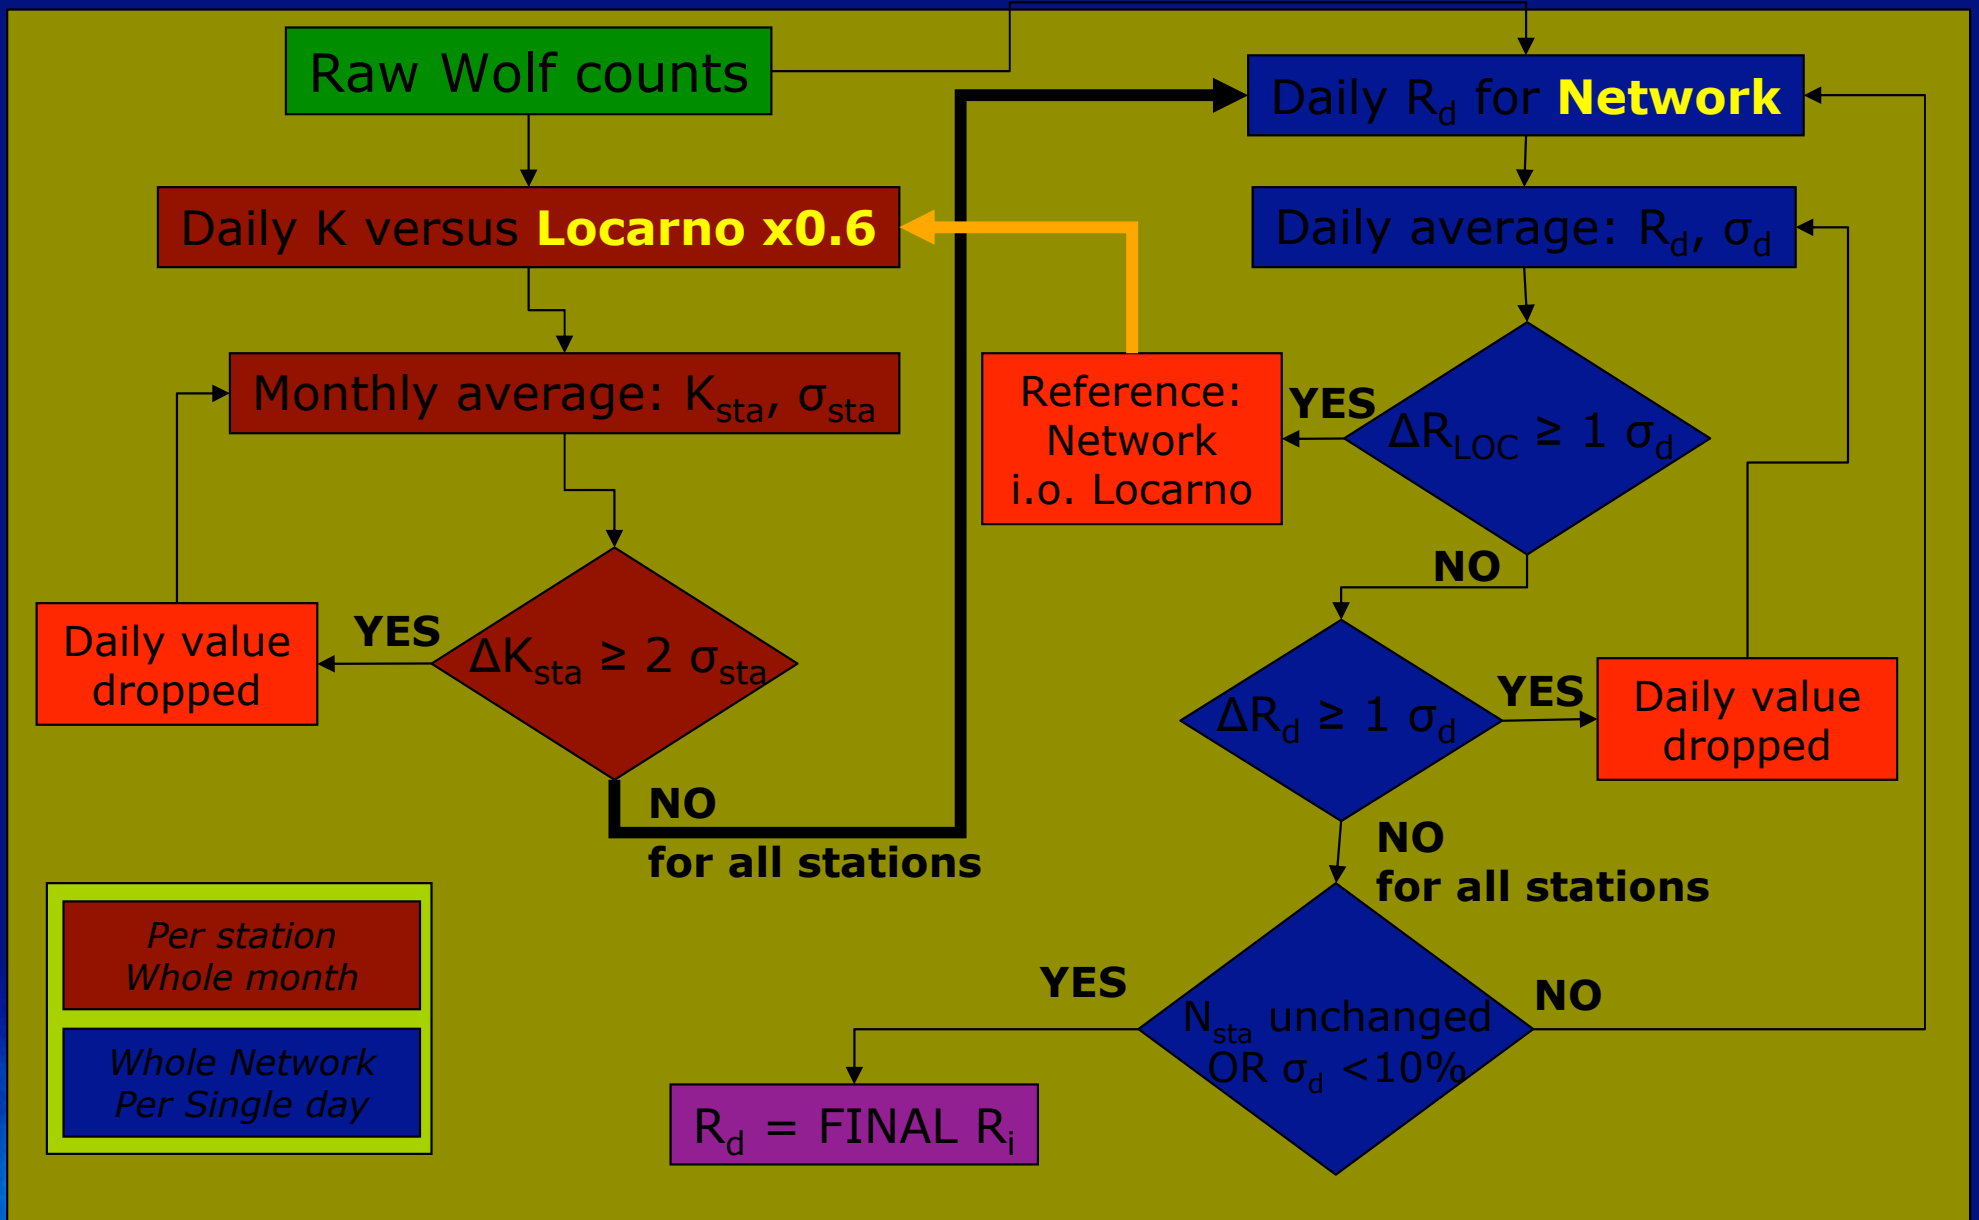 Raw Wolf counts
Daily K versus Locarno x0.6
Monthly average: Ksta, σsta
ΔKsta ≥ 2 σsta
YES
Daily value
dropped
NO
for all stations
Daily Rd for Network
Daily average: Rd, σd
ΔRLOC ≥ 1 σd
YES
Reference:
Network
i.o. Locarno
NO
ΔRd ≥ 1 σd
YES
Daily value
dropped
NO
for all stations
Nsta unchanged
OR σd <10%
YES
NO
Rd = FINAL Ri
Per station
Whole month
Whole Network
Per Single day